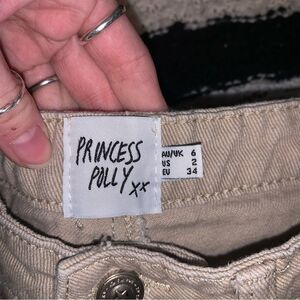 PRINCESS
POLLY xx
AU/UK 6
US 2
EU 34